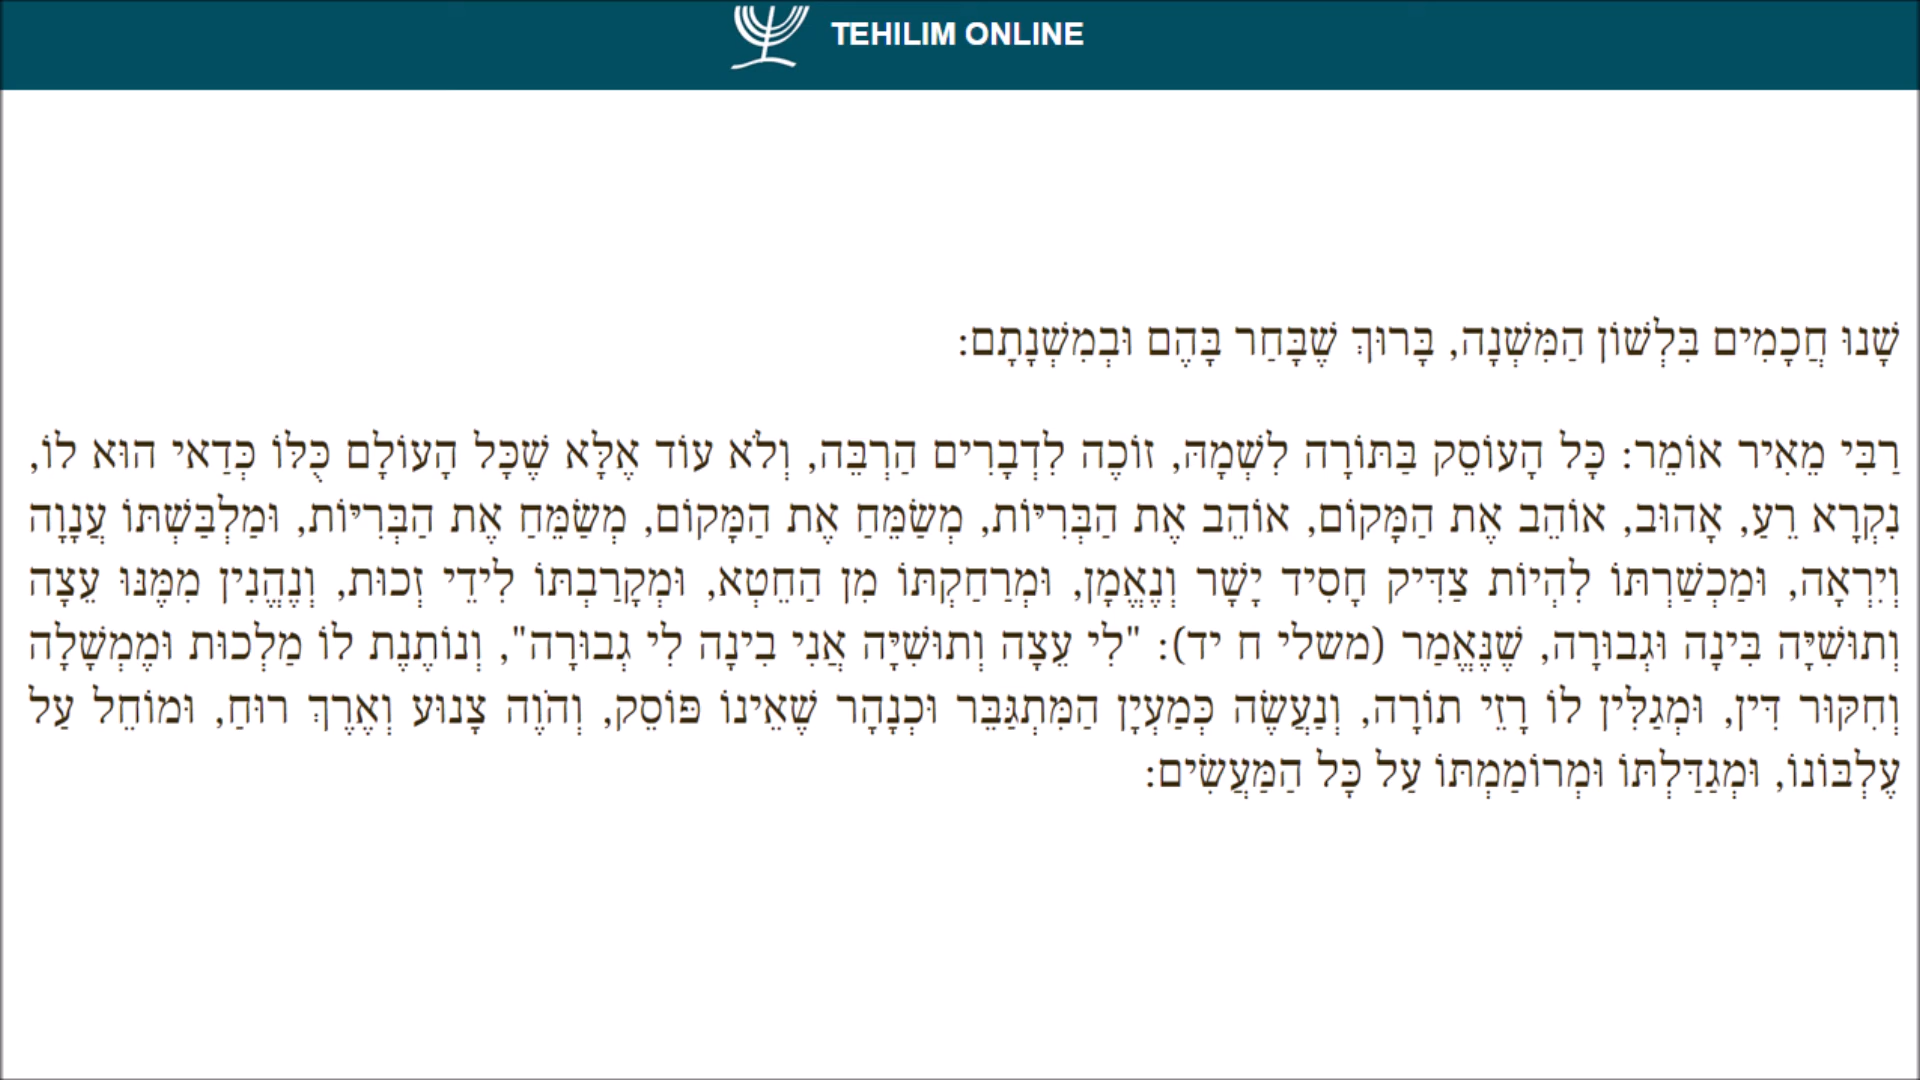 TEHILIM ONLINE
שָׁנוּ חֲכָמִים בִּלְשׁוֹן הַמִּשְׁנָה, בָּרוּךְ שֶׁבָּחַר בָּהֶם וּבְמִשְׁנָתָם:
רַבִּי מֵאִיר אוֹמֵר: כָּל הָעוֹסֵק בַּתּוֹרָה לִשְׁמָהּ, זוֹכֶה לִדְבָרִים הַרְבֵּה, וְלֹא עוֹד אֶלָּא שֶׁכָּל הָעוֹלָם כֻּלּוֹ כְּדַאי הוּא לוֹ,
נִקְרָא רֵעַ, אָהוּב, אוֹהֵב אֶת הַמָּקוֹם, אוֹהֵב אֶת הַבְּרִיּוֹת, מְשַׂמֵּחַ אֶת הַמָּקוֹם, מְשַׂמֵּחַ אֶת הַבְּרִיּוֹת, וּמַלְבַּשְׁתּוֹ עֲנָוָה
וְיִרְאָה, וּמַכְשַׁרְתּוֹ לִהְיוֹת צַדִּיק חָסִיד יָשָׁר וְנֶאֱמָן, וּמְרַחַקְתּוֹ מִן הַחֵטְא, וּמְקָרַבְתּוֹ לִידֵי זְכוּת, וְנֶהֱנִין מִמֶּנּוּ עֵצָה
וְתוּשִׁיָּה בִּינָה וּגְבוּרָה, שֶׁנֶּאֱמַר (משלי ח יד): "לִי עֵצָה וְתוּשִׁיָּה אֲנִי בִינָה לִי גְבוּרָה", וְנוֹתֶנֶת לוֹ מַלְכוּת וּמֶמְשָׁלָה
וְחִקּוּר דִּין, וּמְגַלִּין לוֹ רָזֵי תוֹרָה, וְנַעֲשֶׂה כְּמַעְיָן הַמִּתְגַּבֵּר וּכְנָהָר שֶׁאֵינוֹ פּוֹסֵק, וְהֹוֶה צָנוּעַ וְאֶרֶךְ רוּחַ, וּמוֹחֵל עַל
עֶלְבּוֹנוֹ, וּמְגַדַּלְתּוֹ וּמְרוֹמַמְתּוֹ עַל כָּל הַמַּעֲשִׂים: